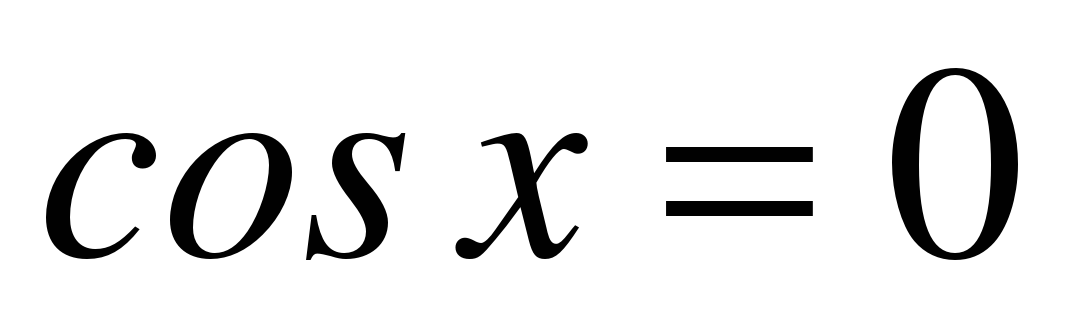 cos x = 0